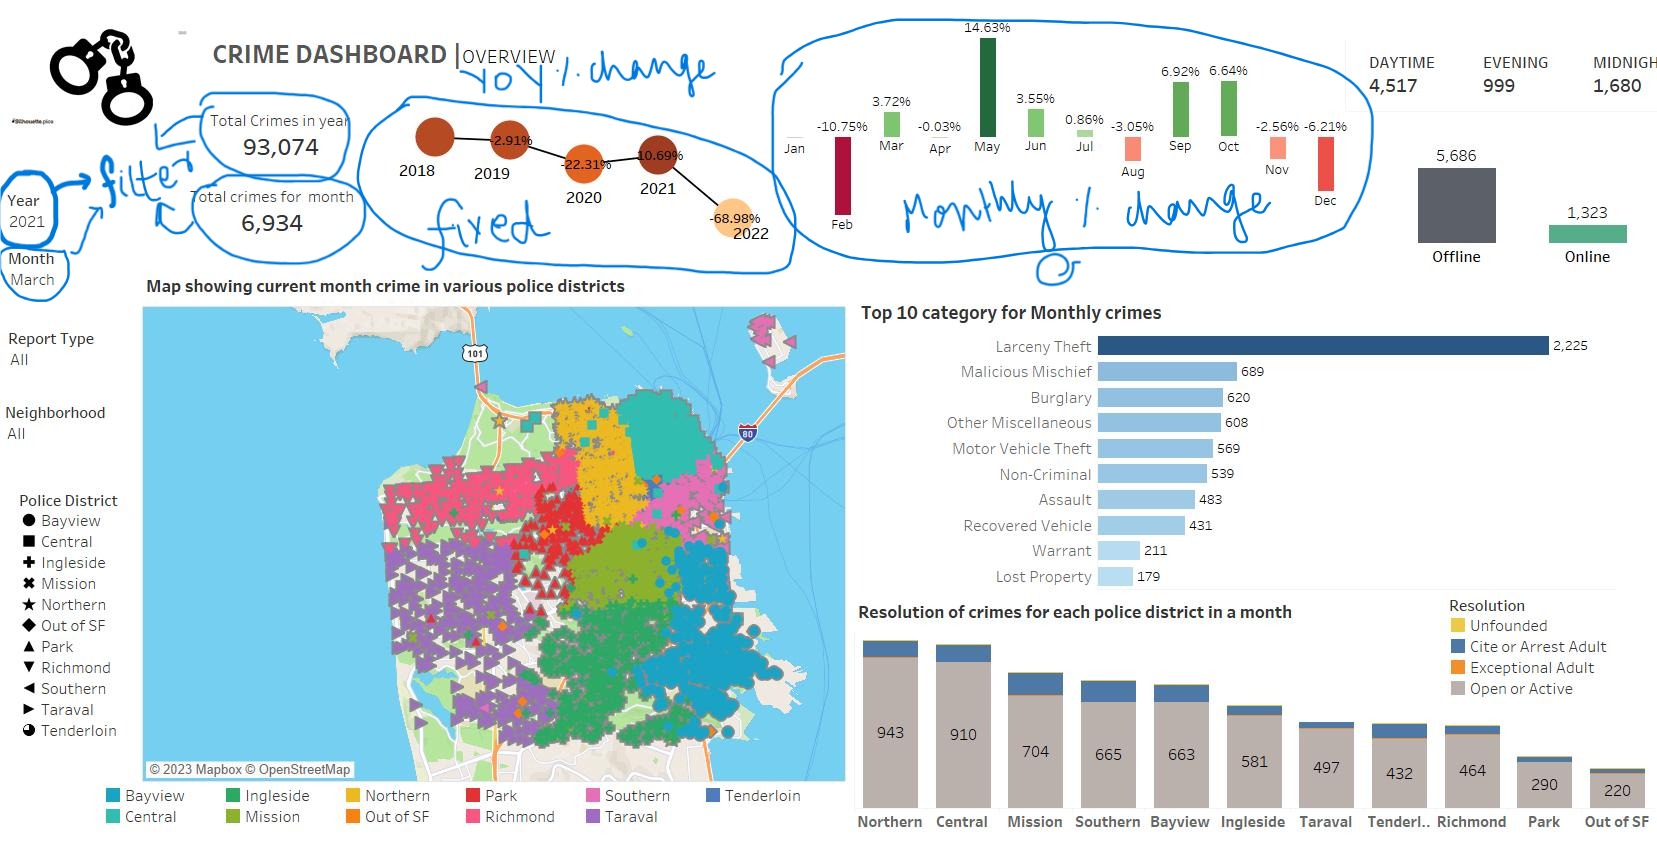 CRIME DASHBOARD |OVERVIEW
YoY % change
#Silhouette.pics
Total Crimes in year
93,074
Total crimes for month
6,934
filter
Year
2021
Month
March
Report Type
All
Neighborhood
All
2018
-2.91%
2019
-22.31%
2020
10.69%
2021
-68.98%
2022
fixed
Jan
-10.75%
Feb
3.72%
Mar
-0.03%
Apr
14.63%
May
3.55%
Jun
0.86%
Jul
-3.05%
Aug
6.92%
Sep
6.64%
Oct
-2.56%
Nov
-6.21%
Dec
Monthly % change
DAYTIME
4,517
EVENING
999
MIDNIGH
1,680
5,686
Offline
1,323
Online
Map showing current month crime in various police districts
101
80
© 2023 Mapbox © OpenStreetMap
Police District
Bayview
Central
Ingleside
Mission
Northern
Out of SF
Park
Richmond
Southern
Taraval
Tenderloin
Bayview
Ingleside
Northern
Park
Southern
Tenderloin
Central
Mission
Out of SF
Richmond
Taraval
Top 10 category for Monthly crimes
Larceny Theft 2,225
Malicious Mischief 689
Burglary 620
Other Miscellaneous 608
Motor Vehicle Theft 569
Non-Criminal 539
Assault 483
Recovered Vehicle 431
Warrant 211
Lost Property 179
Resolution of crimes for each police district in a month
Resolution
Unfounded
Cite or Arrest Adult
Exceptional Adult
Open or Active
943 910 704 665 663 581 497 432 464 290 220
Northern Central Mission Southern Bayview Ingleside Taraval Tenderl.. Richmond Park Out of SF